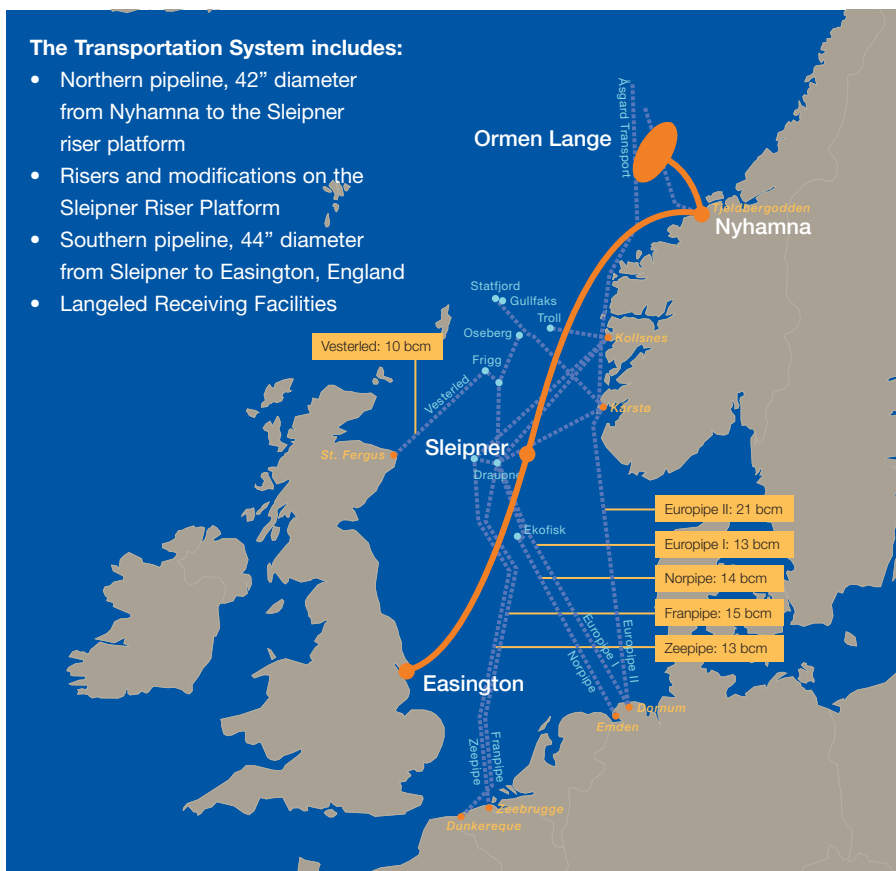 The Transportation System includes:
• Northern pipeline, 42” diameter
from Nyhamna to the Sleipner
riser platform
• Risers and modifications on the
Sleipner Riser Platform
• Southern pipeline, 44” diameter
from Sleipner to Easington, England
• Langeled Receiving Facilities
Åsgard Transport
Ormen Lange
Tjeldbergodden
Nyhamna
Statfjord
Gullfaks
Troll
Oseberg
Kollsnes
Vesterled: 10 bcm
Frigg
Vesterled
Karstø
Sleipner
St. Fergus
Draupne
Europipe II: 21 bcm
Ekofisk
Europipe I: 13 bcm
Norpipe: 14 bcm
Franpipe: 15 bcm
Zeepipe: 13 bcm
Europipe I
Europipe II
Norpipe
Easington
Dornum
Emden
Franpipe
Zeepipe
Zeebrugge
Dunkereque